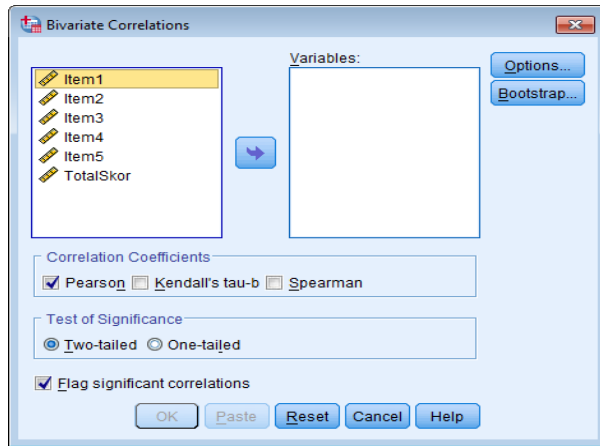 Bivariate Correlations
Variables:
Item1
Item2
Item3
Item4
Item5
TotalSkor
Options...
Bootstrap...
Correlation Coefficients
Pearson Kendall's tau-b Spearman
Test of Significance
Two-tailed One-tailed
Flag significant correlations
OK Paste Reset Cancel Help